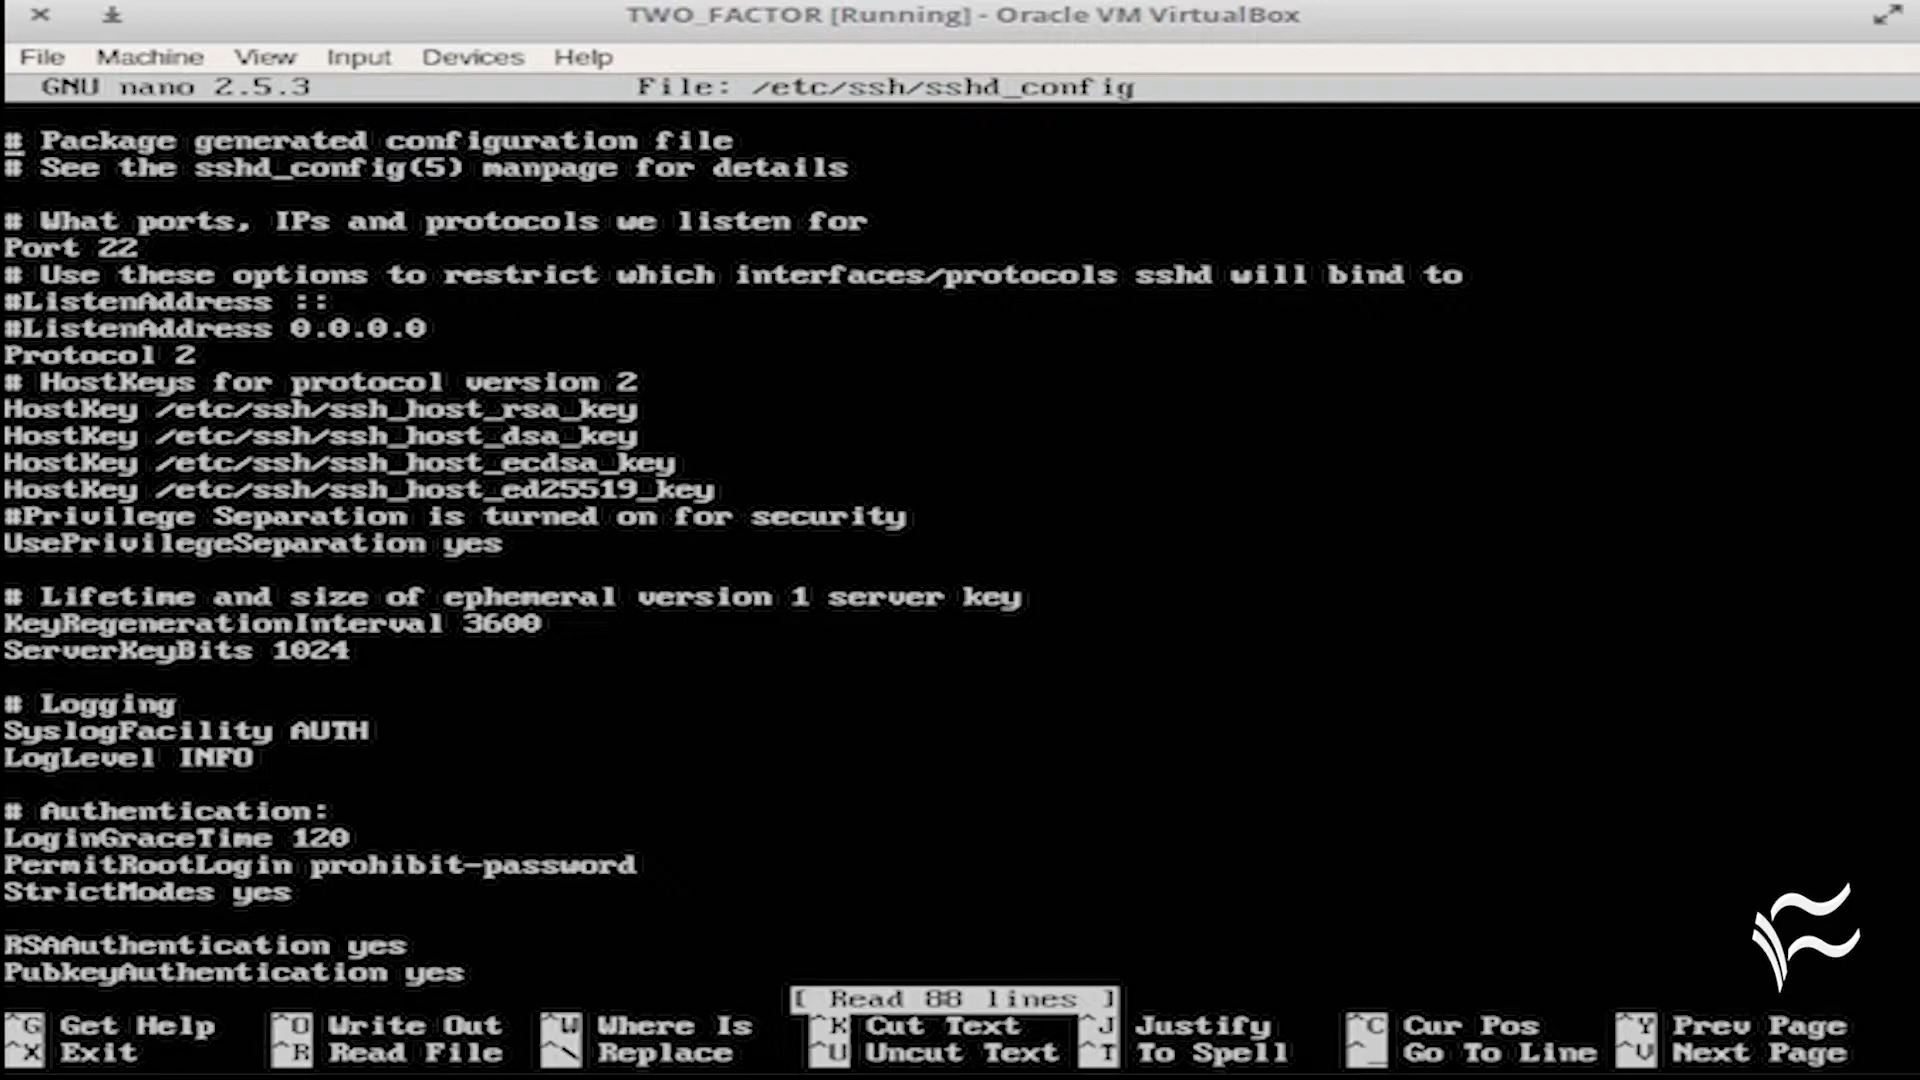 TWO_FACTOR [Running] - Oracle VM VirtualBox
File Machine View Input Devices Help
GNU nano 2.5.3 File: /etc/ssh/sshd_config
# Package generated configuration file
# See the sshd_config(5) manpage for details
# What ports, IPs and protocols we listen for
Port 22
# Use these options to restrict which interfaces/protocols sshd will bind to
#ListenAddress ::
#ListenAddress 0.0.0.0
Protocol 2
# HostKeys for protocol version 2
HostKey /etc/ssh/ssh_host_rsa_key
HostKey /etc/ssh/ssh_host_dsa_key
HostKey /etc/ssh/ssh_host_ecdsa_key
HostKey /etc/ssh/ssh_host_ed25519_key
#Privilege Separation is turned on for security
UsePrivilegeSeparation yes
# Lifetime and size of ephemeral version 1 server key
KeyRegenerationInterval 3600
ServerKeyBits 1024
# Logging
SyslogFacility AUTH
LogLevel INFO
# Authentication:
LoginGraceTime 120
PermitRootLogin prohibit-password
StrictModes yes
RSAAuthentication yes
PubkeyAuthentication yes
[ Read 88 lines ]
^G Get Help ^O Write Out ^W Where Is ^K Cut Text ^J Justify ^C Cur Pos ^Y Prev Page
^X Exit ^R Read File ^\ Replace ^U Uncut Text ^T To Spell ^_ Go To Line ^V Next Page